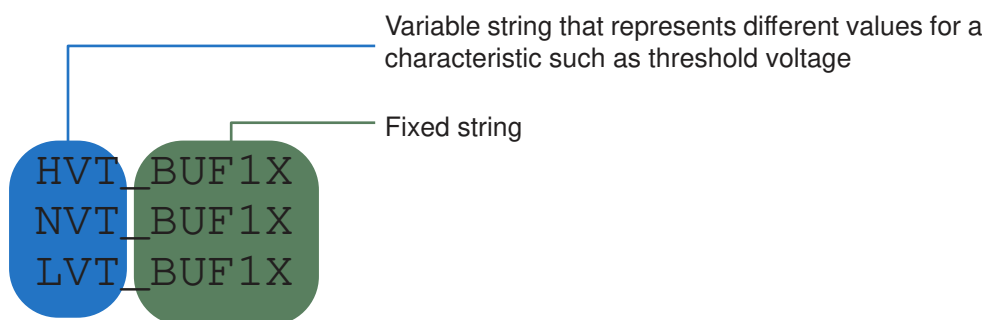 Variable string that represents different values for a
characteristic such as threshold voltage
Fixed string
HVT_BUF1X
NVT_BUF1X
LVT_BUF1X